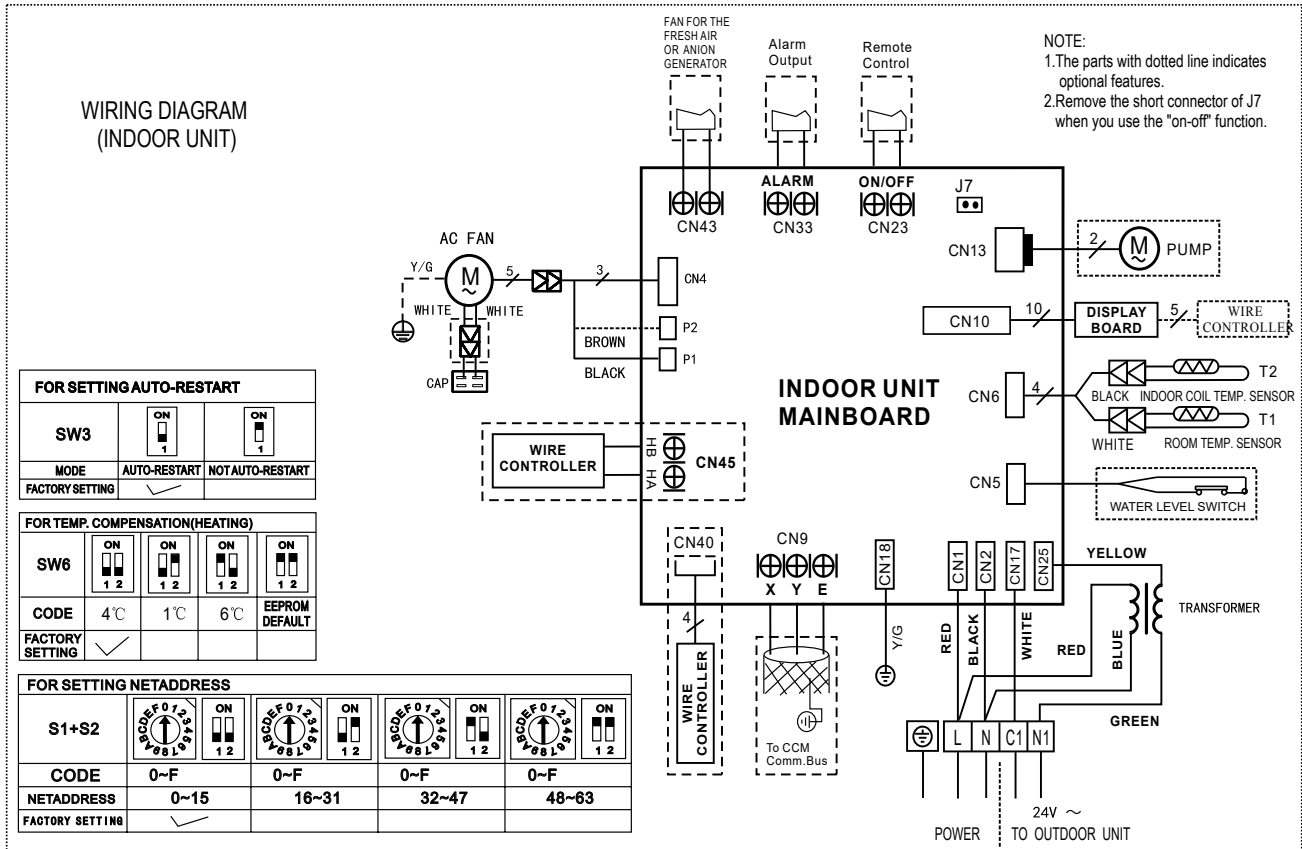 WIRING DIAGRAM
(INDOOR UNIT)
FAN FOR THE
FRESH AIR
OR ANION
GENERATOR
Alarm
Output
Remote
Control
NOTE:
1.The parts with dotted line indicates
optional features.
2.Remove the short connector of J7
when you use the "on-off" function.
ALARM
ON/OFF
J7
CN43
CN33
CN23
CN13
2
M
~
PUMP
AC FAN
Y/G
M
~
5
3
CN4
WHITE
WHITE
P2
BROWN
P1
BLACK
CAP
CN10
10
DISPLAY
BOARD
5
WIRE
CONTROLLER
INDOOR UNIT
MAINBOARD
CN6
4
T2
BLACK
INDOOR COIL TEMP. SENSOR
T1
WHITE
ROOM TEMP. SENSOR
CN5
WATER LEVEL SWITCH
WIRE
CONTROLLER
HB
HA
CN45
CN40
4
WIRE
CONTROLLER
CN9
X Y E
To CCM
Comm.Bus
CN18
Y/G
CN1
CN2
CN17
CN25
YELLOW
TRANSFORMER
RED
BLACK
WHITE
RED
BLUE
GREEN
L N C1 N1
24V ~
POWER
TO OUTDOOR UNIT
FOR SETTING AUTO-RESTART
SW3
ON
1
ON
1
MODE AUTO-RESTART NOT AUTO-RESTART
FACTORY SETTING
FOR TEMP. COMPENSATION(HEATING)
SW6
ON
1 2
ON
1 2
ON
1 2
ON
1 2
CODE 4℃ 1℃ 6℃ EEPROM
DEFAULT
FACTORY
SETTING
FOR SETTING NETADDRESS
S1+S2
0123456789ABCDEF
ON
1 2
0123456789ABCDEF
ON
1 2
0123456789ABCDEF
ON
1 2
0123456789ABCDEF
ON
1 2
CODE 0~F 0~F 0~F 0~F
NETADDRESS 0~15 16~31 32~47 48~63
FACTORY SETTING